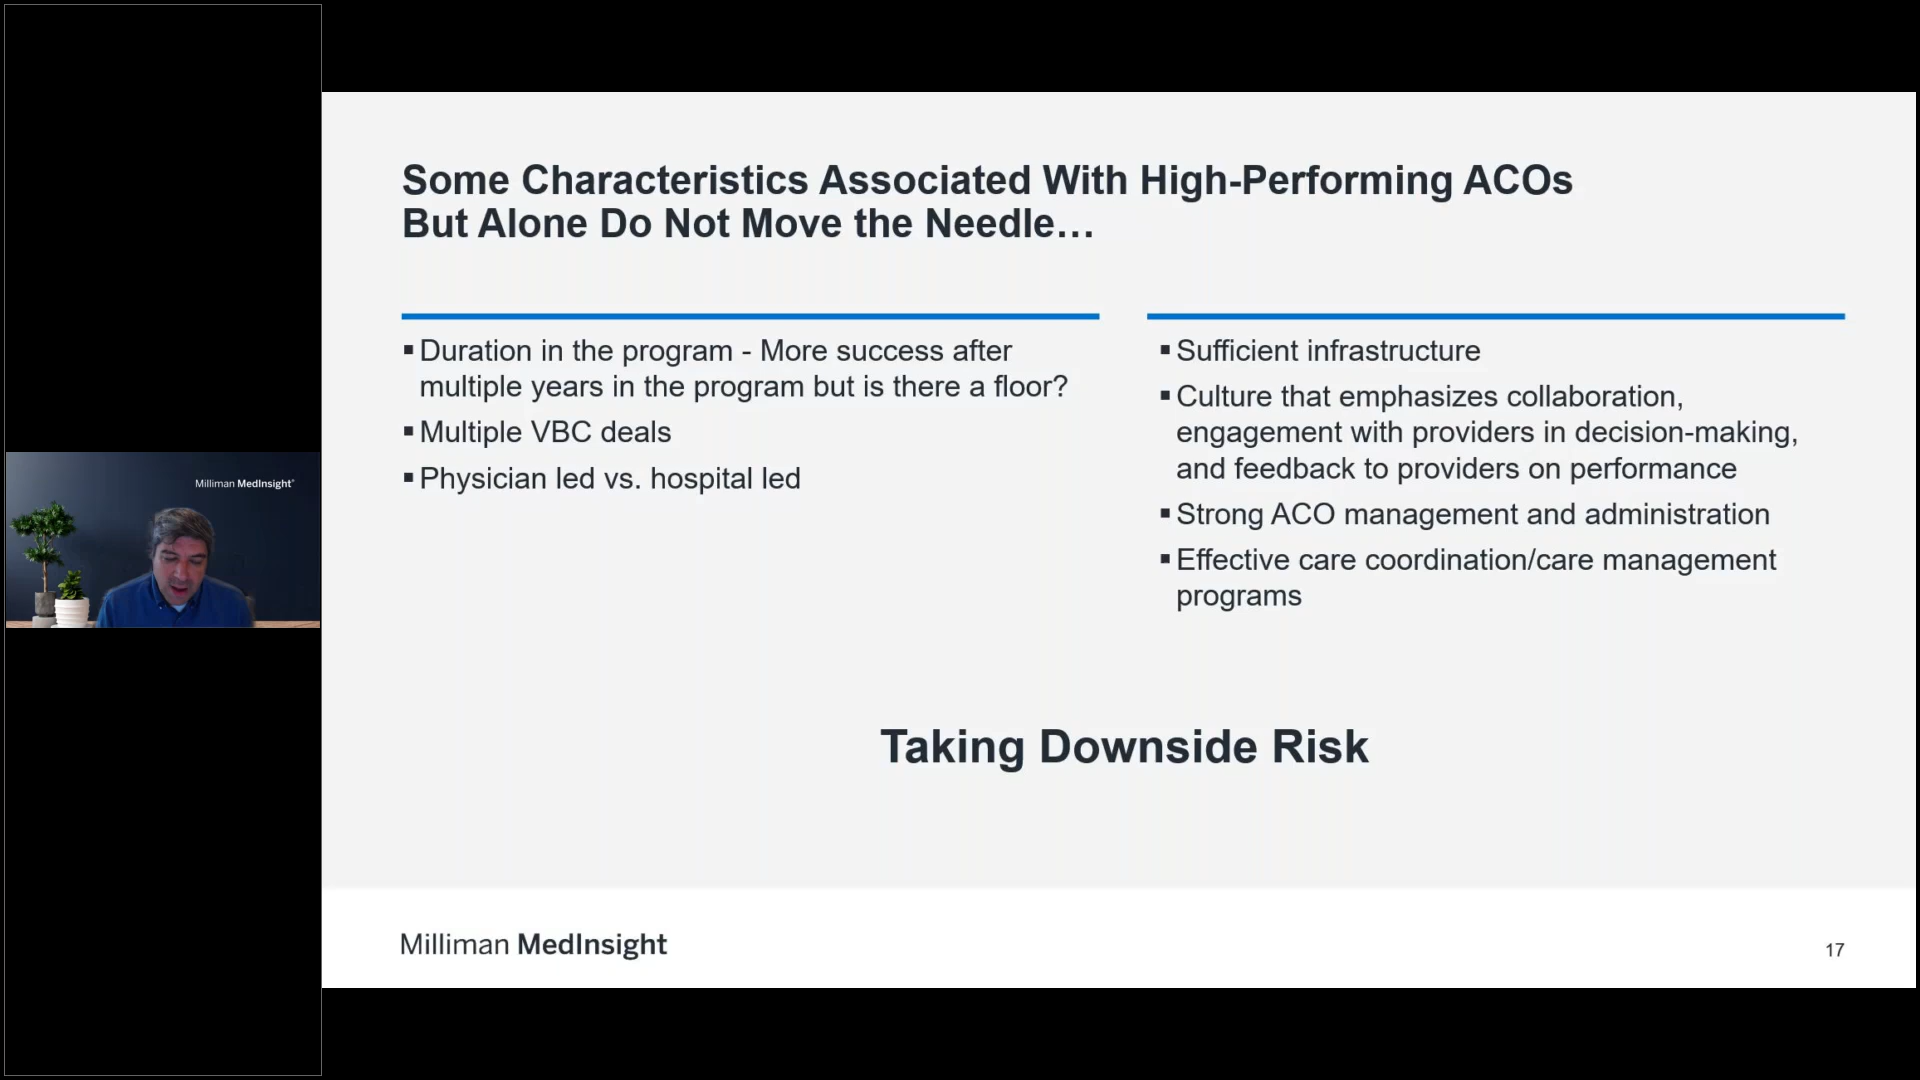 Some Characteristics Associated With High-Performing ACOs
But Alone Do Not Move the Needle…
▪ Duration in the program - More success after
multiple years in the program but is there a floor?
▪ Multiple VBC deals
▪ Physician led vs. hospital led
▪ Sufficient infrastructure
▪ Culture that emphasizes collaboration,
engagement with providers in decision-making,
and feedback to providers on performance
▪ Strong ACO management and administration
▪ Effective care coordination/care management
programs
Taking Downside Risk
Milliman MedInsight
17
Milliman MedInsight®